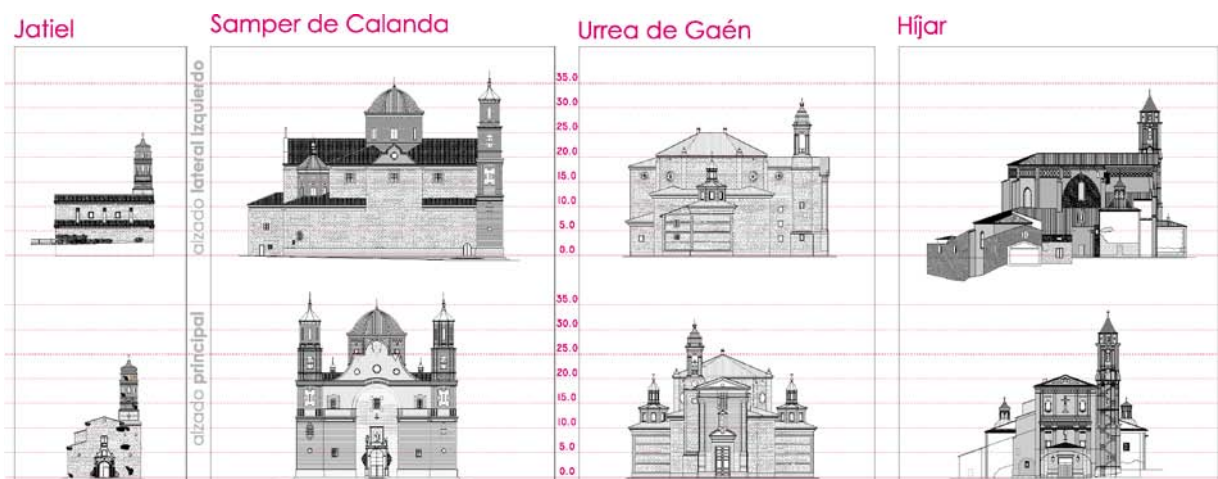 Jatiel
Samper de Calanda
Urrea de Gaén
Híjar
alzado lateral izquierdo
35.0
30.0
25.0
20.0
15.0
10.0
5.0
0.0
alzado principal
35.0
30.0
25.0
20.0
15.0
10.0
5.0
0.0